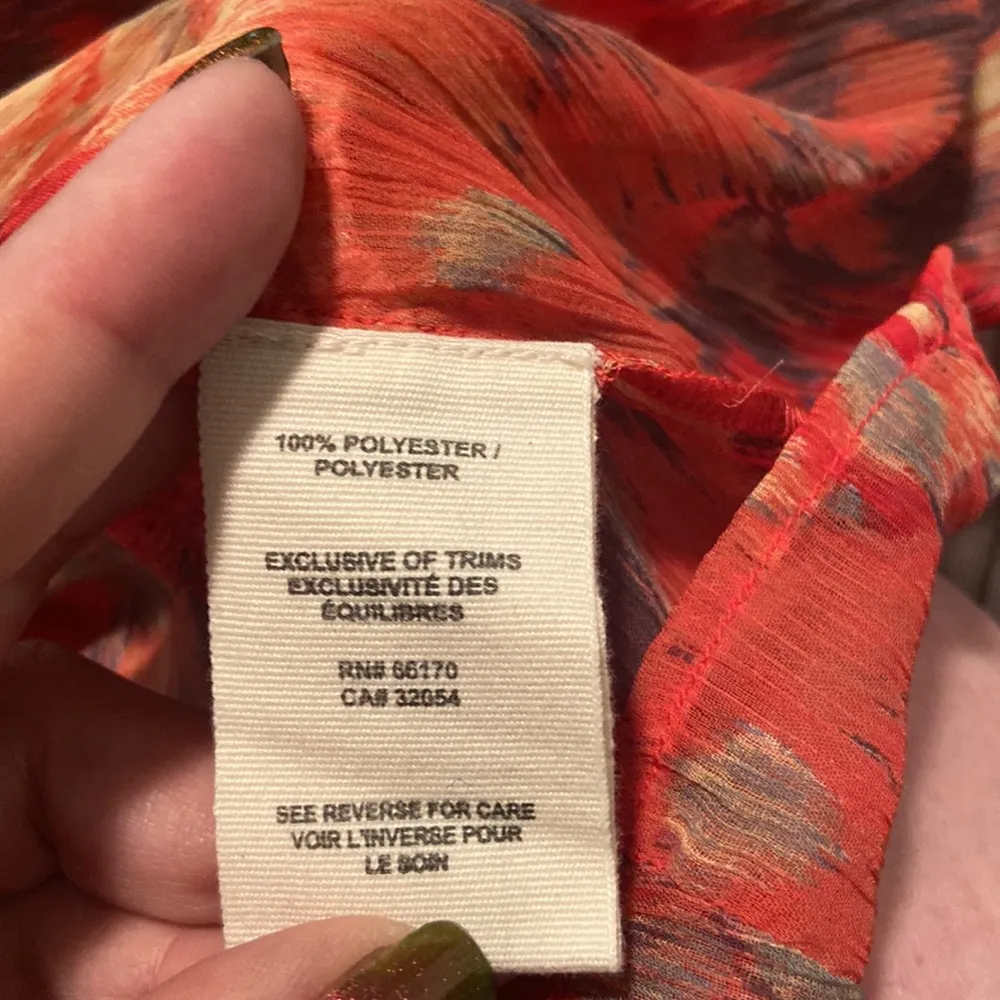 100% POLYESTER /
POLYESTER
EXCLUSIVE OF TRIMS
EXCLUSIVITÉ DES
ÉQUILIBRES
RN# 66170
CA# 32054
SEE REVERSE FOR CARE
VOIR L'INVERSE POUR
LE SOIN